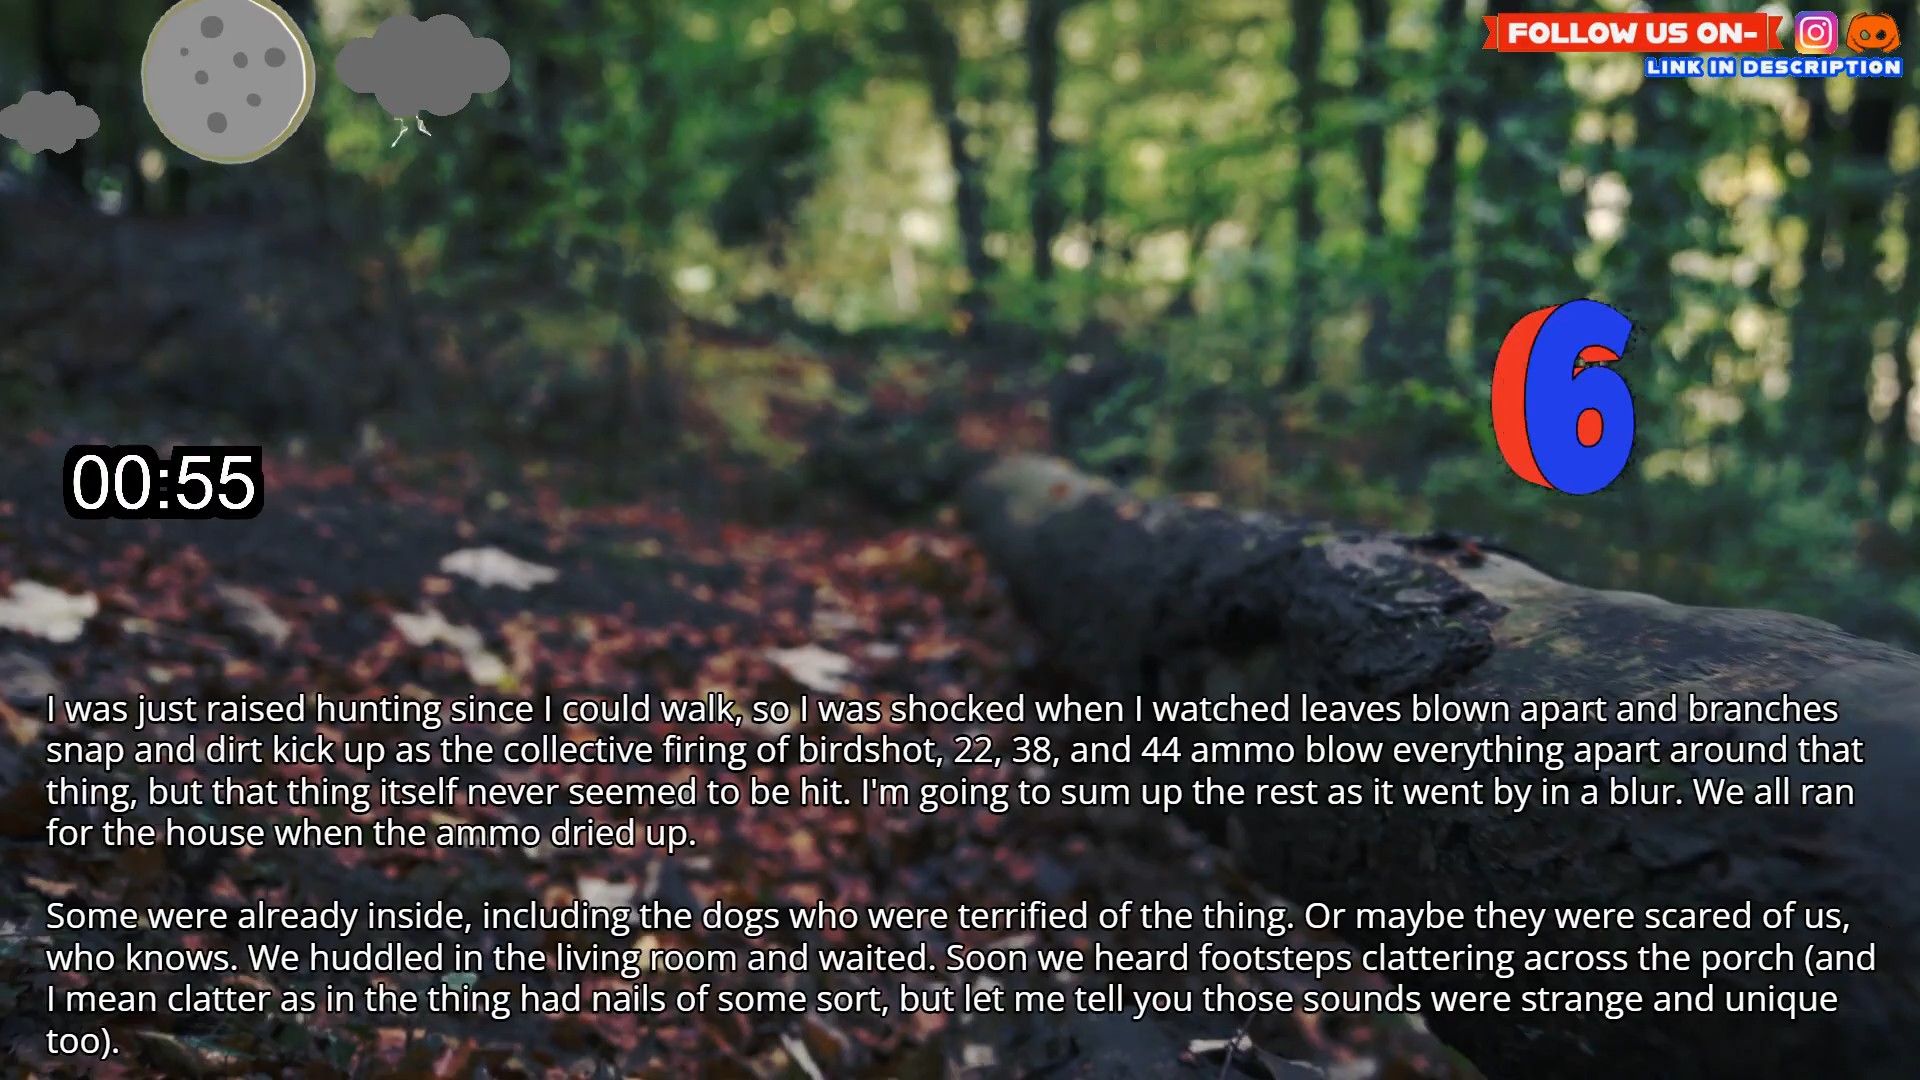 FOLLOW US ON-
LINK IN DESCRIPTION
6
00:55
I was just raised hunting since I could walk, so I was shocked when I watched leaves blown apart and branches
snap and dirt kick up as the collective firing of birdshot, 22, 38, and 44 ammo blow everything apart around that
thing, but that thing itself never seemed to be hit. I'm going to sum up the rest as it went by in a blur. We all ran
for the house when the ammo dried up.
Some were already inside, including the dogs who were terrified of the thing. Or maybe they were scared of us,
who knows. We huddled in the living room and waited. Soon we heard footsteps clattering across the porch (and
I mean clatter as in the thing had nails of some sort, but let me tell you those sounds were strange and unique
too).